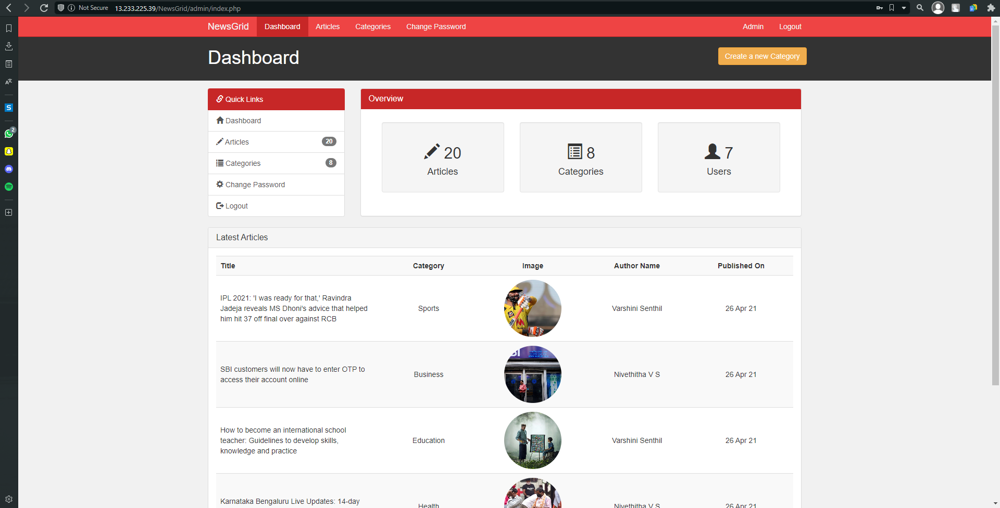 Not Secure 13.233.225.39/NewsGrid/admin/index.php
NewsGrid Dashboard Articles Categories Change Password Admin Logout
Dashboard
Create a new Category
Quick Links
Dashboard
Articles 20
Categories 8
Change Password
Logout
Overview
20
Articles
8
Categories
7
Users
2
Latest Articles
Title Category Image Author Name Published On
IPL 2021: 'I was ready for that,' Ravindra
Jadeja reveals MS Dhoni's advice that helped
him hit 37 off final over against RCB
Sports
Varshini Senthil
26 Apr 21
SBI customers will now have to enter OTP to
access their account online
Business
Nivethitha V S
26 Apr 21
How to become an international school
teacher: Guidelines to develop skills,
knowledge and practice
Education
Varshini Senthil
26 Apr 21
Karnataka Bengaluru Live Updates: 14-day
Health
Nivethitha V S
26 Apr 21